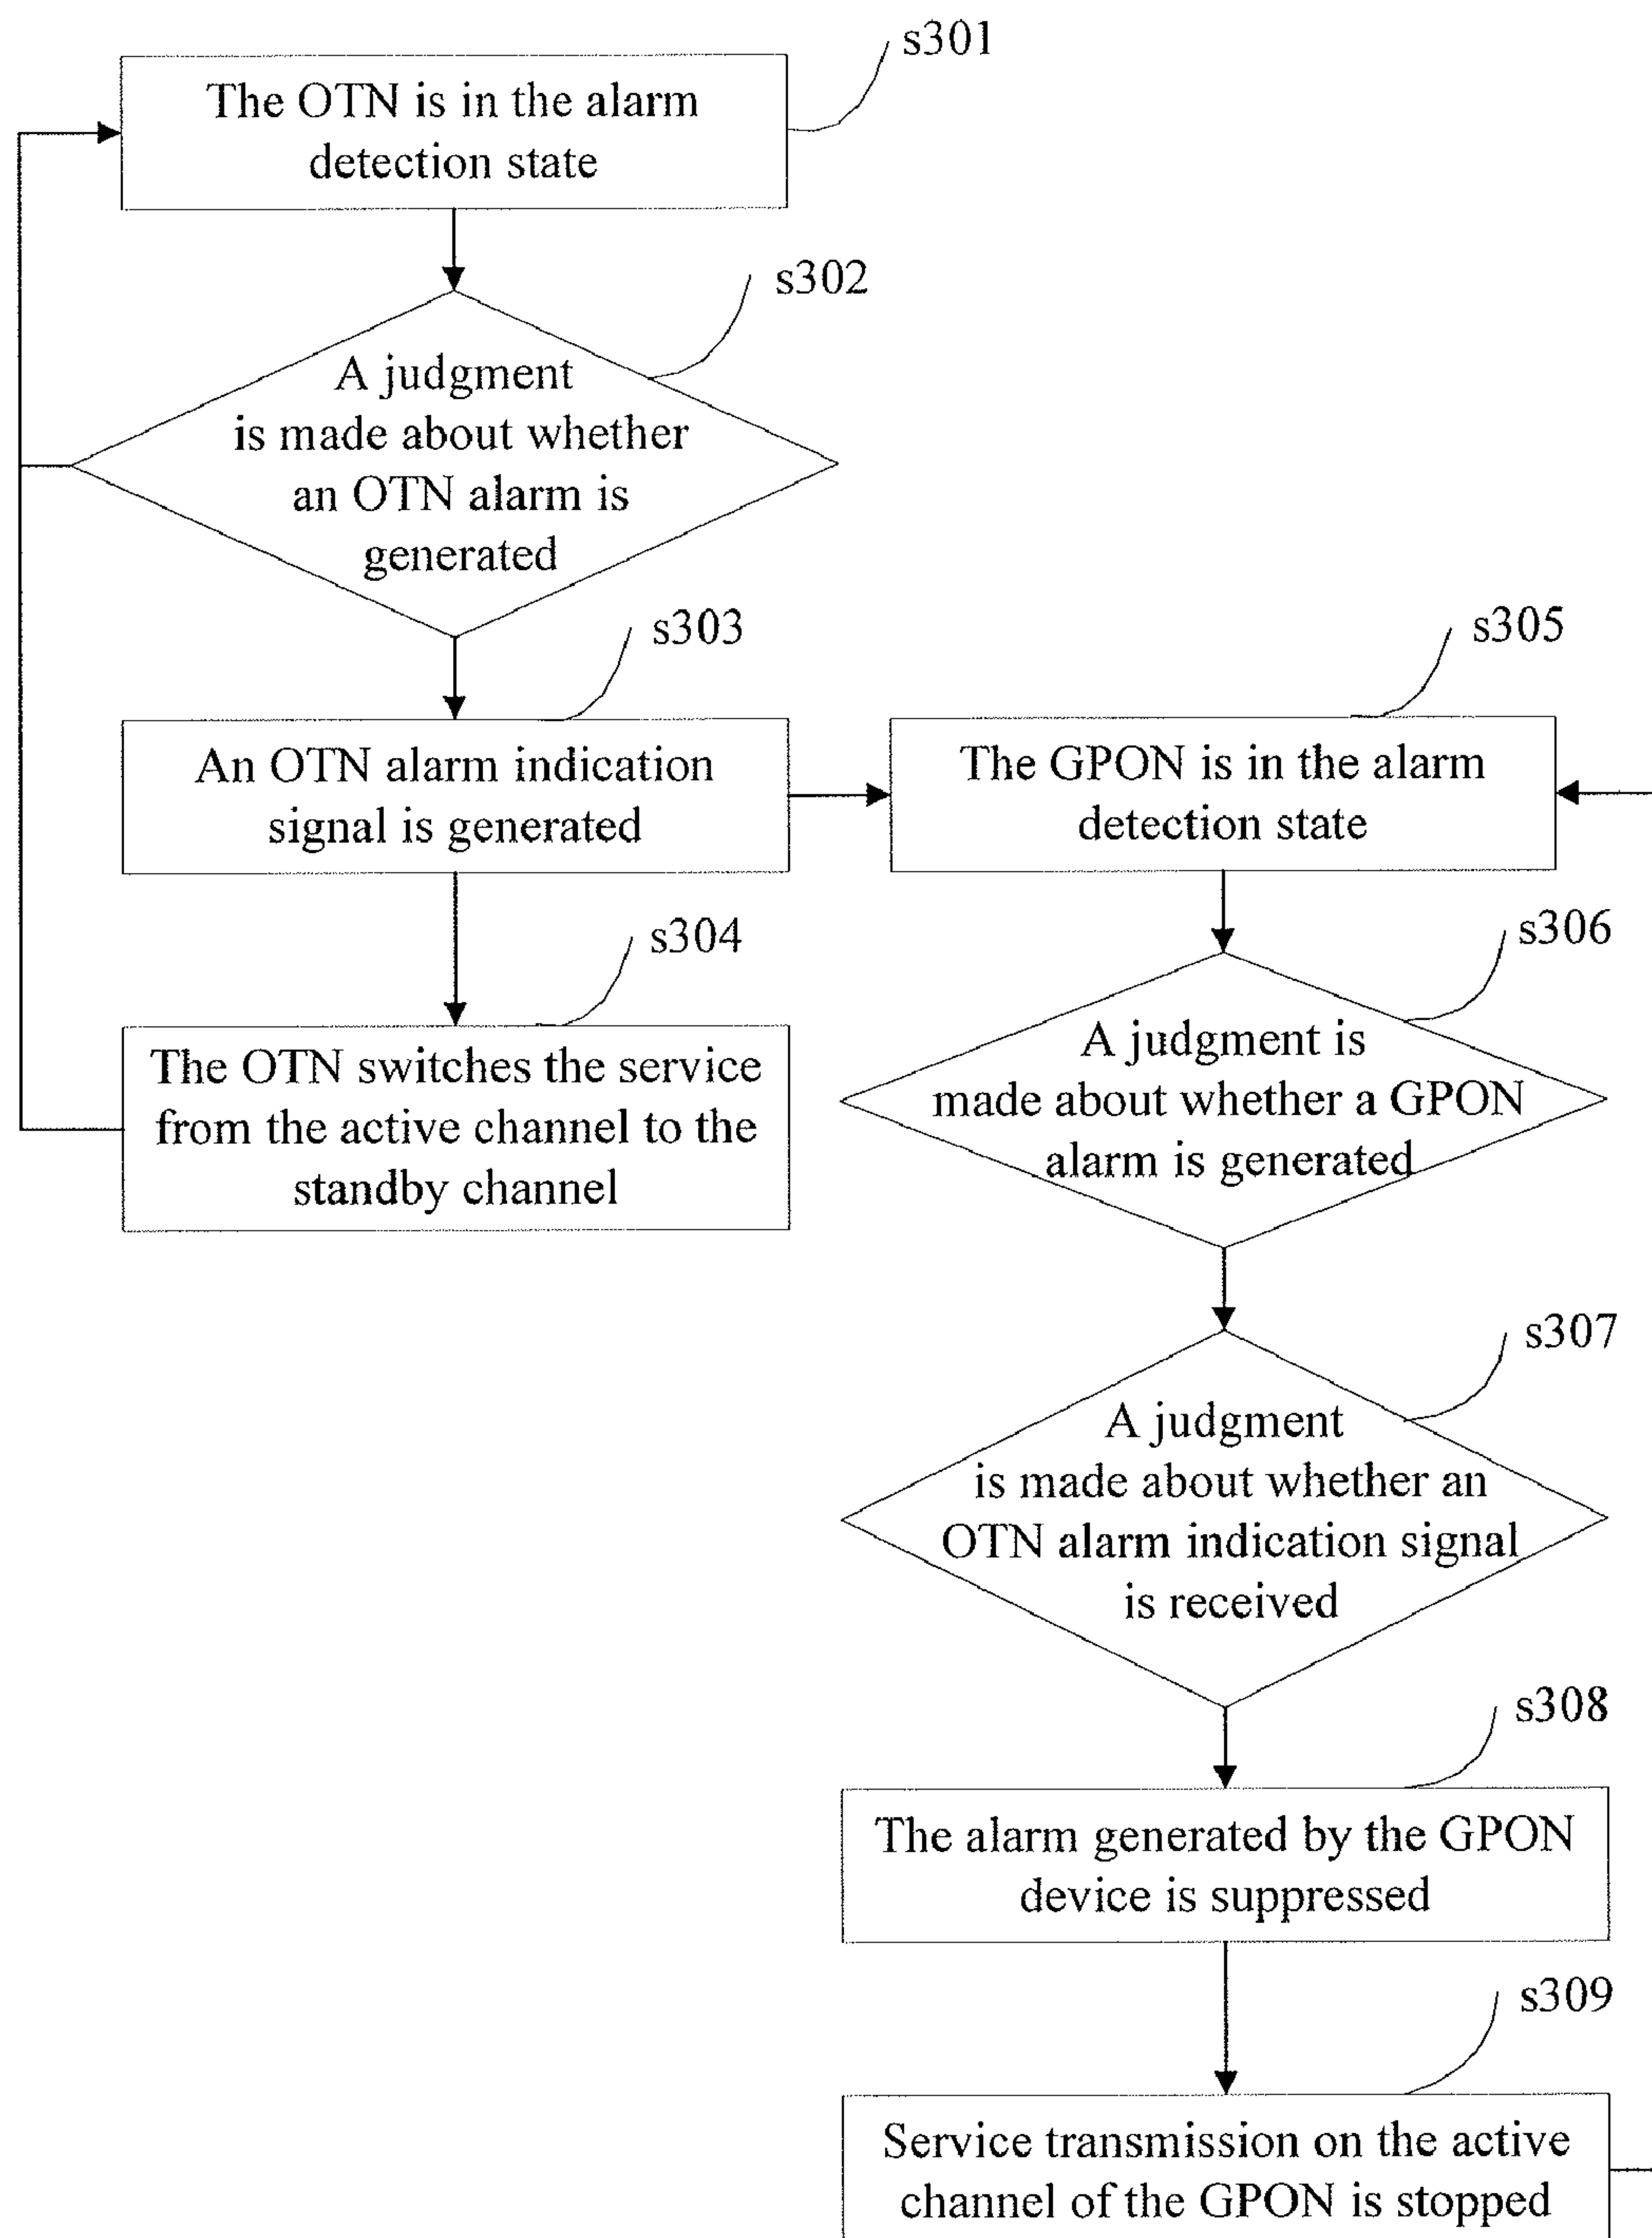 s301
The OTN is in the alarm
detection state
s302
A judgment
is made about whether
an OTN alarm is
generated
s303
An OTN alarm indication
signal is generated
s304
The OTN switches the service
from the active channel to the
standby channel
s305
The GPON is in the alarm
detection state
s306
A judgment is
made about whether a GPON
alarm is generated
s307
A judgment
is made about whether an
OTN alarm indication signal
is received
s308
The alarm generated by the GPON
device is suppressed
s309
Service transmission on the active
channel of the GPON is stopped